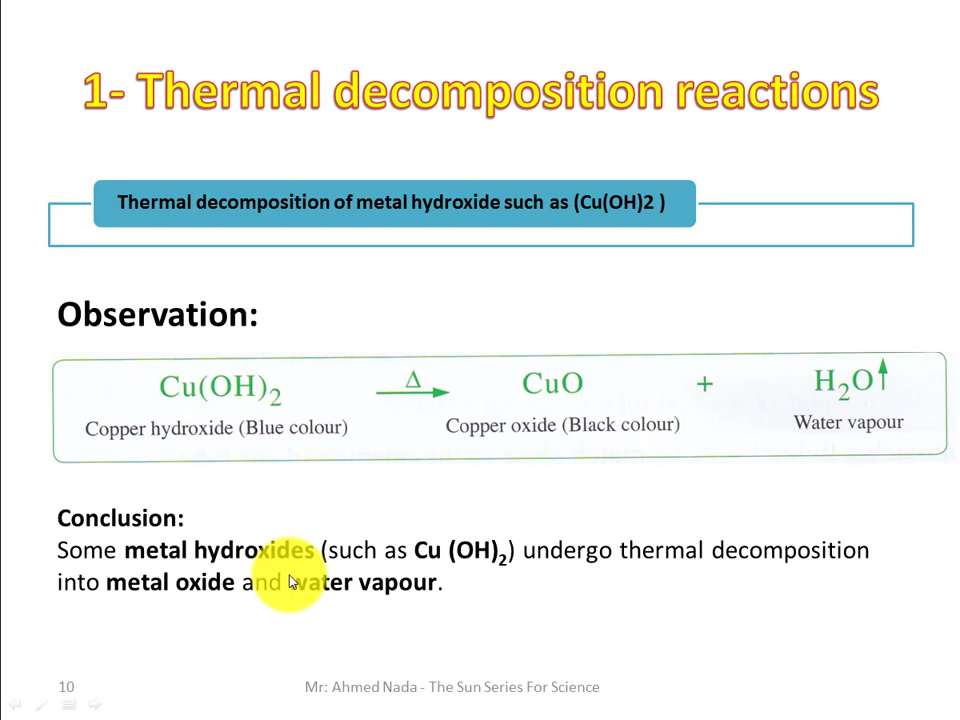 1- Thermal decomposition reactions
Thermal decomposition of metal hydroxide such as (Cu(OH)2 )
Observation:
Cu(OH)₂ —Δ→ CuO + H₂O↑
Copper hydroxide (Blue colour) Copper oxide (Black colour) Water vapour
Conclusion:
Some metal hydroxides (such as Cu (OH)₂) undergo thermal decomposition
into metal oxide and water vapour.
10 Mr: Ahmed Nada - The Sun Series For Science